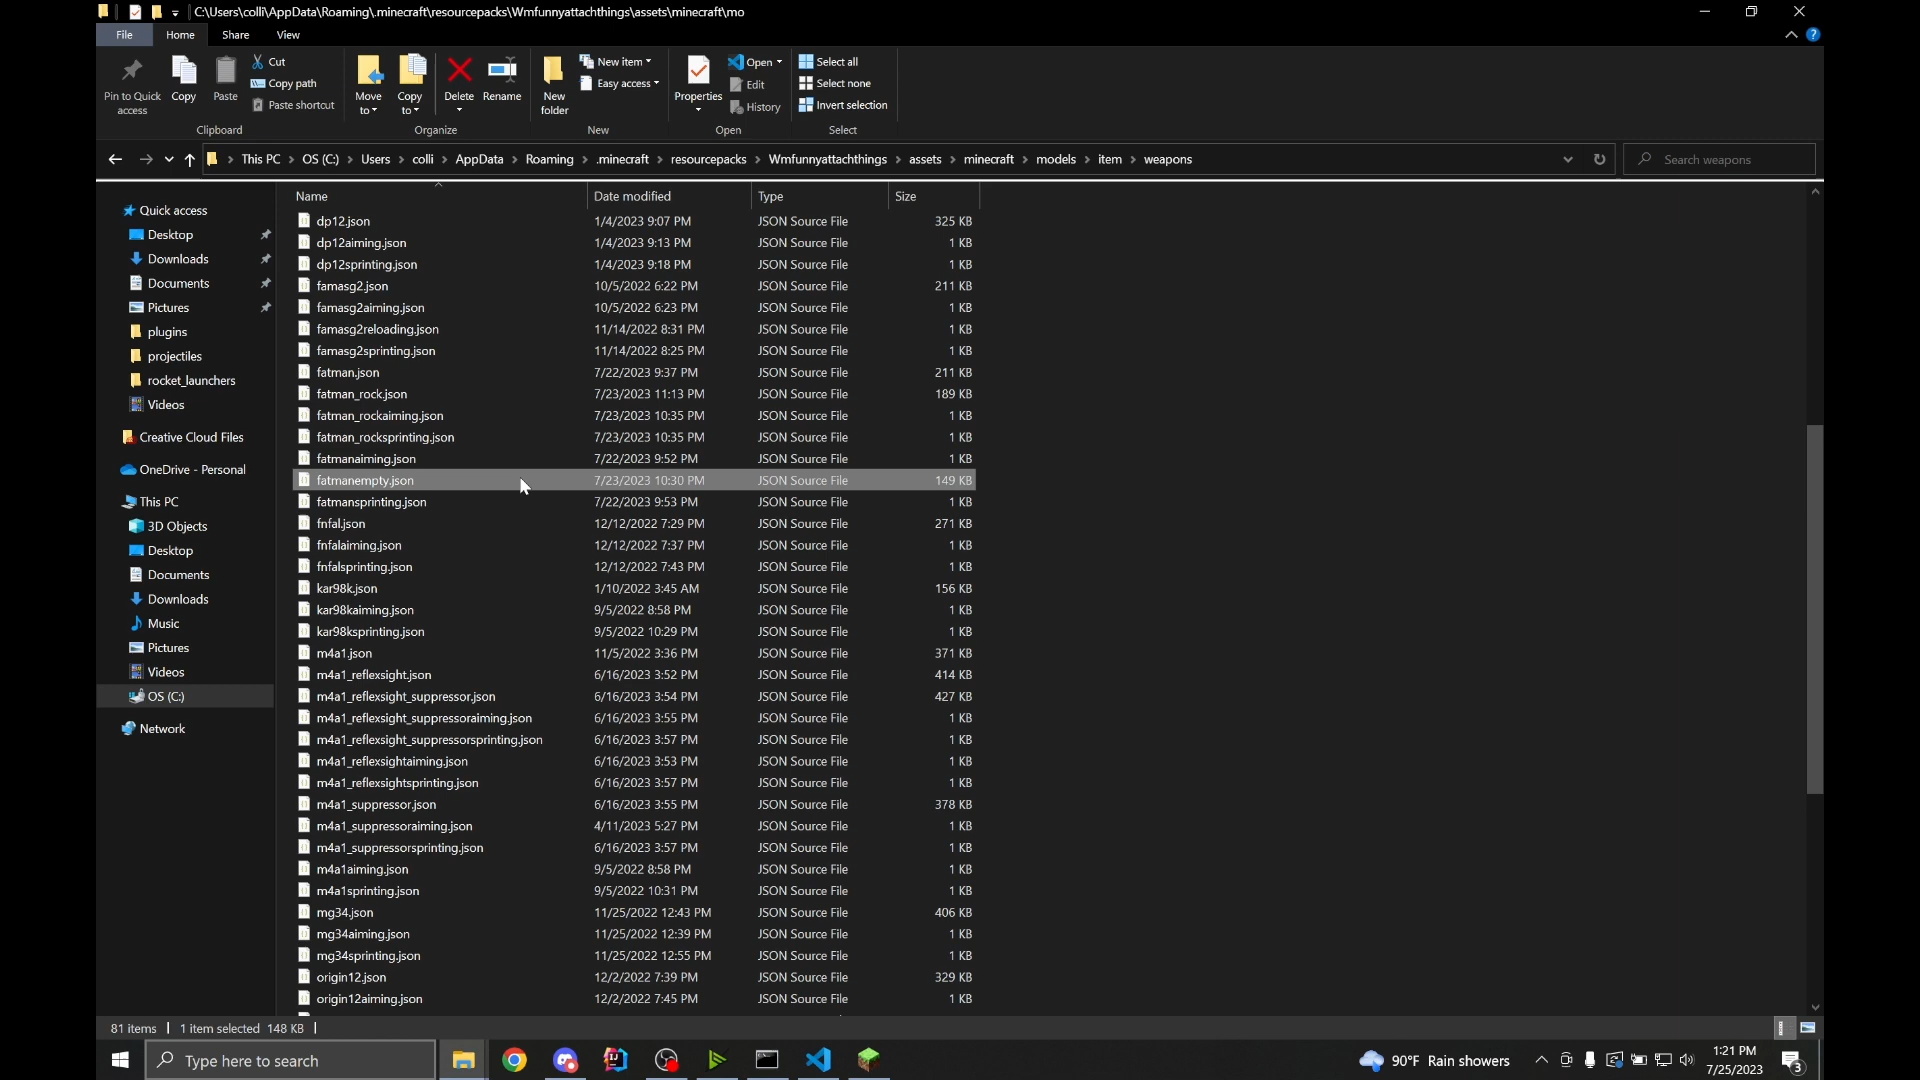 C:\Users\colli\AppData\Roaming\.minecraft\resourcepacks\Wmfunnyattachthings\assets\minecraft\mo
File Home Share View
Pin to Quick access
Copy
Paste
Cut
Copy path
Paste shortcut
Clipboard
Move to
Copy to
Delete
Rename
Organize
New folder
New item
Easy access
New
Properties
Open
Edit
History
Open
Select all
Select none
Invert selection
Select
This PC > OS (C:) > Users > colli > AppData > Roaming > .minecraft > resourcepacks > Wmfunnyattachthings > assets > minecraft > models > item > weapons
Search weapons
Quick access
Desktop
Downloads
Documents
Pictures
plugins
projectiles
rocket_launchers
Videos
Creative Cloud Files
OneDrive - Personal
This PC
3D Objects
Desktop
Documents
Downloads
Music
Pictures
Videos
OS (C:)
Network
Name Date modified Type Size
dp12.json 1/4/2023 9:07 PM JSON Source File 325 KB
dp12aiming.json 1/4/2023 9:13 PM JSON Source File 1 KB
dp12sprinting.json 1/4/2023 9:18 PM JSON Source File 1 KB
famasg2.json 10/5/2022 6:22 PM JSON Source File 211 KB
famasg2aiming.json 10/5/2022 6:23 PM JSON Source File 1 KB
famasg2reloading.json 11/14/2022 8:31 PM JSON Source File 1 KB
famasg2sprinting.json 11/14/2022 8:25 PM JSON Source File 1 KB
fatman.json 7/22/2023 9:37 PM JSON Source File 211 KB
fatman_rock.json 7/23/2023 11:13 PM JSON Source File 189 KB
fatman_rockaiming.json 7/23/2023 10:35 PM JSON Source File 1 KB
fatman_rocksprinting.json 7/23/2023 10:35 PM JSON Source File 1 KB
fatmanaiming.json 7/22/2023 9:52 PM JSON Source File 1 KB
fatmanempty.json 7/23/2023 10:30 PM JSON Source File 149 KB
fatmansprinting.json 7/22/2023 9:53 PM JSON Source File 1 KB
fnfal.json 12/12/2022 7:29 PM JSON Source File 271 KB
fnfalaiming.json 12/12/2022 7:37 PM JSON Source File 1 KB
fnfalsprinting.json 12/12/2022 7:43 PM JSON Source File 1 KB
kar98k.json 1/10/2022 3:45 AM JSON Source File 156 KB
kar98kaiming.json 9/5/2022 8:58 PM JSON Source File 1 KB
kar98ksprinting.json 9/5/2022 10:29 PM JSON Source File 1 KB
m4a1.json 11/5/2022 3:36 PM JSON Source File 371 KB
m4a1_reflexsight.json 6/16/2023 3:52 PM JSON Source File 414 KB
m4a1_reflexsight_suppressor.json 6/16/2023 3:54 PM JSON Source File 427 KB
m4a1_reflexsight_suppressoraiming.json 6/16/2023 3:55 PM JSON Source File 1 KB
m4a1_reflexsight_suppressorsprinting.json 6/16/2023 3:57 PM JSON Source File 1 KB
m4a1_reflexsightaiming.json 6/16/2023 3:53 PM JSON Source File 1 KB
m4a1_reflexsightsprinting.json 6/16/2023 3:57 PM JSON Source File 1 KB
m4a1_suppressor.json 6/16/2023 3:55 PM JSON Source File 378 KB
m4a1_suppressoraiming.json 4/11/2023 5:27 PM JSON Source File 1 KB
m4a1_suppressorsprinting.json 6/16/2023 3:57 PM JSON Source File 1 KB
m4a1aiming.json 9/5/2022 8:58 PM JSON Source File 1 KB
m4a1sprinting.json 9/5/2022 10:31 PM JSON Source File 1 KB
mg34.json 11/25/2022 12:43 PM JSON Source File 406 KB
mg34aiming.json 11/25/2022 12:39 PM JSON Source File 1 KB
mg34sprinting.json 11/25/2022 12:55 PM JSON Source File 1 KB
origin12.json 12/2/2022 7:39 PM JSON Source File 329 KB
origin12aiming.json 12/2/2022 7:45 PM JSON Source File 1 KB
81 items 1 item selected 148 KB
Type here to search
90°F Rain showers
1:21 PM
7/25/2023
3